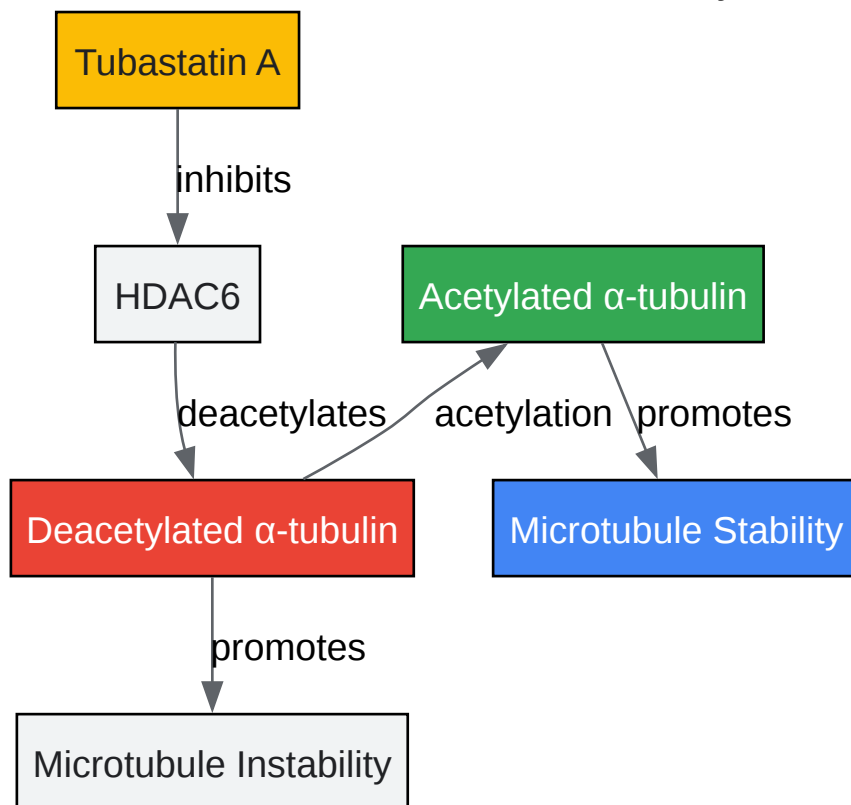 Tubastatin A
inhibits
HDAC6
Acetylated α-tubulin
deacetylates
acetylation
promotes
Deacetylated α-tubulin
Microtubule Stability
promotes
Microtubule Instability